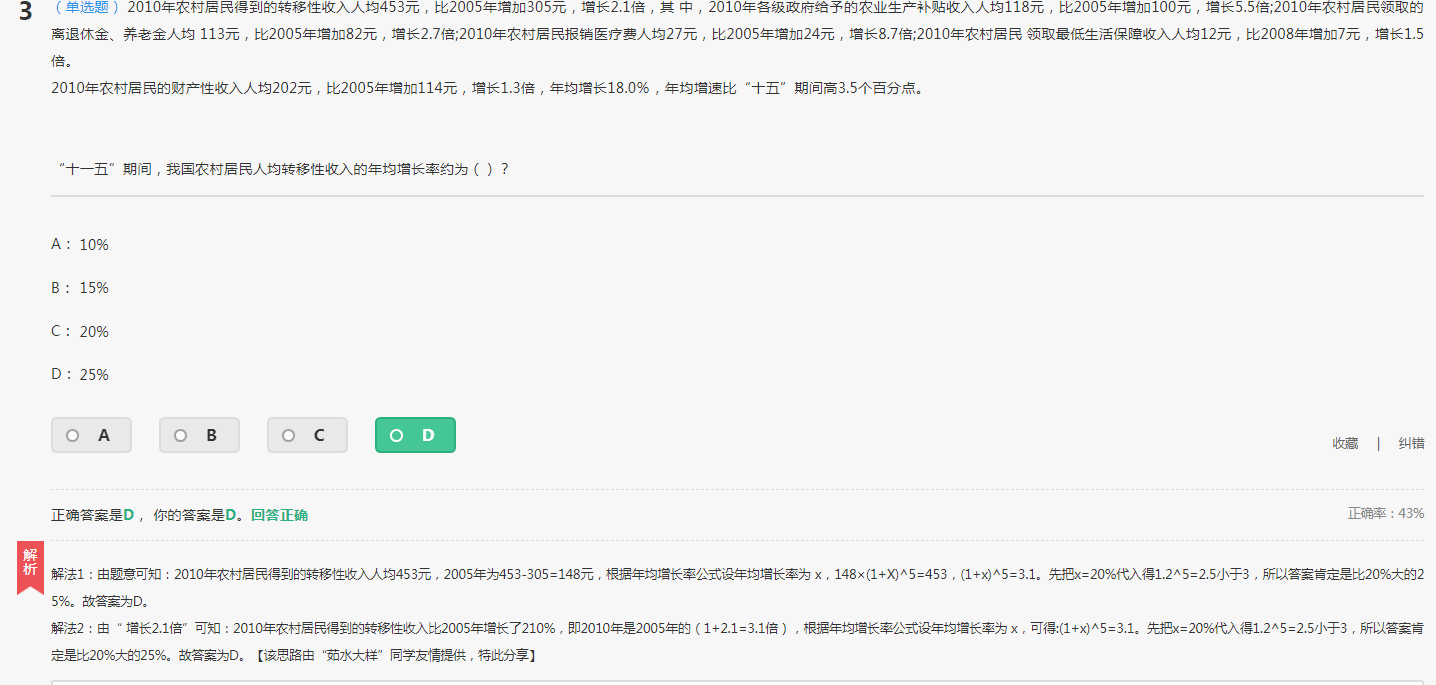 3 （单选题）2010年农村居民得到的转移性收入人均453元，比2005年增加305元，增长2.1倍，其 中，2010年各级政府给予的农业生产补贴收入人均118元，比2005年增加100元，增长5.5倍;2010年农村居民领取的
离退休金、养老金人均 113元，比2005年增加82元，增长2.7倍;2010年农村居民报销医疗费人均27元，比2005年增加24元，增长8.7倍;2010年农村居民 领取最低生活保障收入人均12元，比2008年增加7元，增长1.5
倍。
2010年农村居民的财产性收入人均202元，比2005年增加114元，增长1.3倍，年均增长18.0%，年均增速比“十五”期间高3.5个百分点。
“十一五”期间，我国农村居民人均转移性收入的年均增长率约为（ ）？
A： 10%
B： 15%
C： 20%
D： 25%
A B C D
收藏 | 纠错
正确答案是D， 你的答案是D。回答正确
正确率：43%
解析
解法1：由题意可知：2010年农村居民得到的转移性收入人均453元，2005年为453-305=148元，根据年均增长率公式设年均增长率为 x，148×(1+X)^5=453，(1+x)^5=3.1。先把x=20%代入得1.2^5=2.5小于3，所以答案肯定是比20%大的2
5%。故答案为D。
解法2：由“ 增长2.1倍”可知：2010年农村居民得到的转移性收入比2005年增长了210%，即2010年是2005年的（1+2.1=3.1倍），根据年均增长率公式设年均增长率为 x，可得:(1+x)^5=3.1。先把x=20%代入得1.2^5=2.5小于3，所以答案肯
定是比20%大的25%。故答案为D。【该思路由“茹水大样”同学友情提供，特此分享】